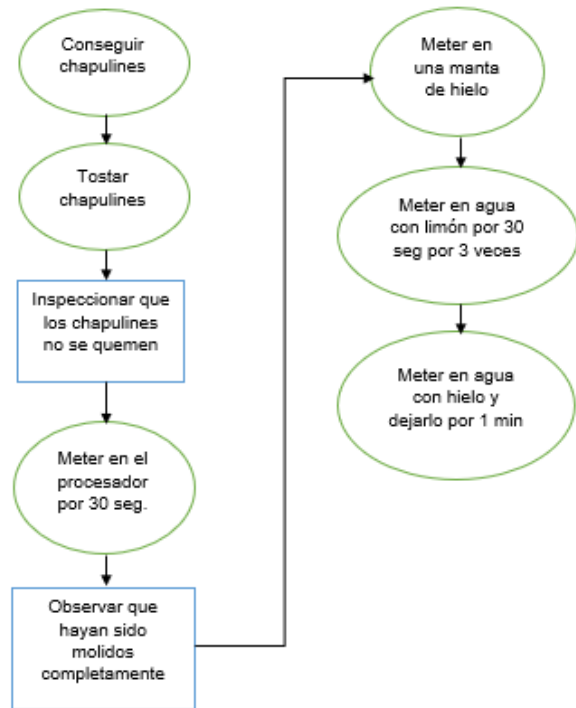 Conseguir
chapulines
Tostar
chapulines
Inspeccionar que
los chapulines
no se quemen
Meter en el
procesador
por 30 seg.
Observar que
hayan sido
molidos
completamente
Meter en
una manta
de hielo
Meter en agua
con limón por 30
seg por 3 veces
Meter en agua
con hielo y
dejarlo por 1 min